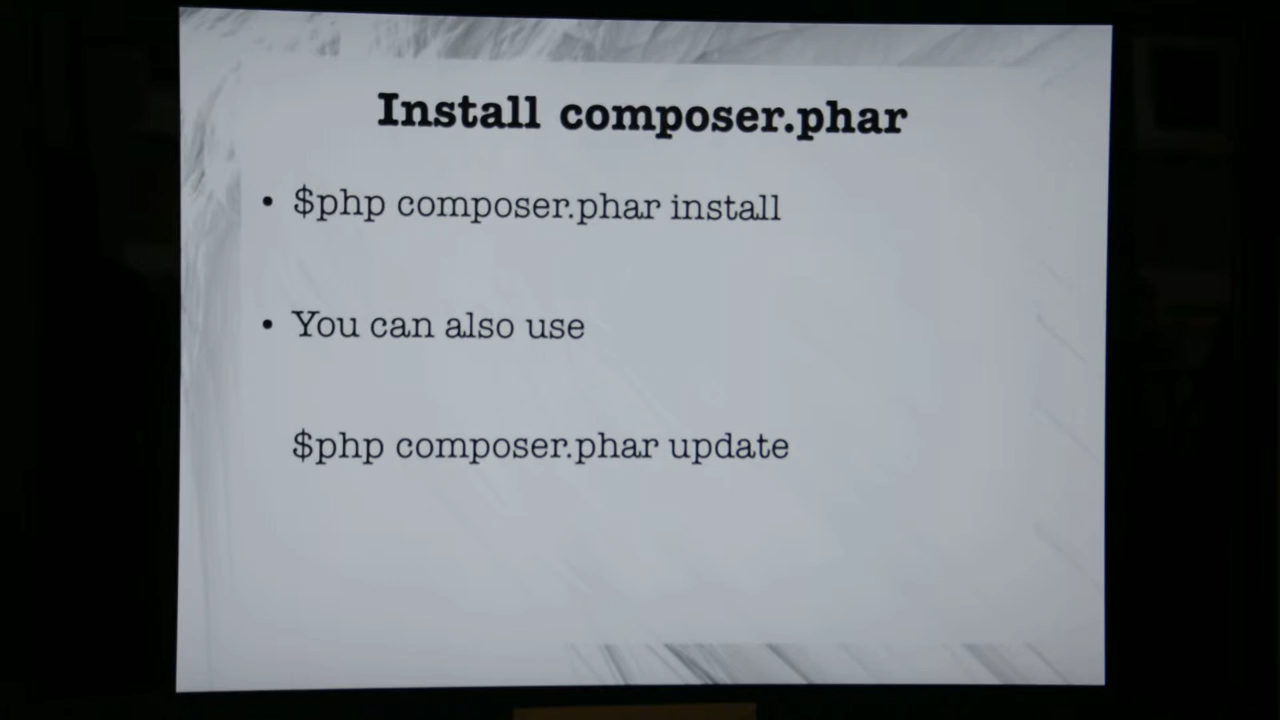 Install composer.phar
• $php composer.phar install
• You can also use
$php composer.phar update